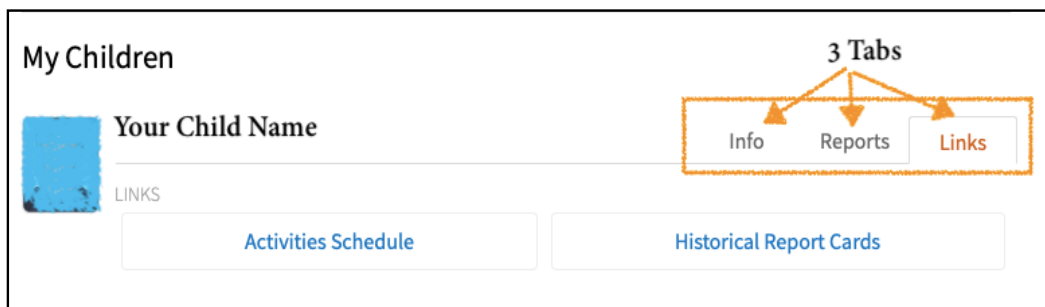 My Children
3 Tabs
Your Child Name
Info Reports Links
LINKS
Activities Schedule Historical Report Cards